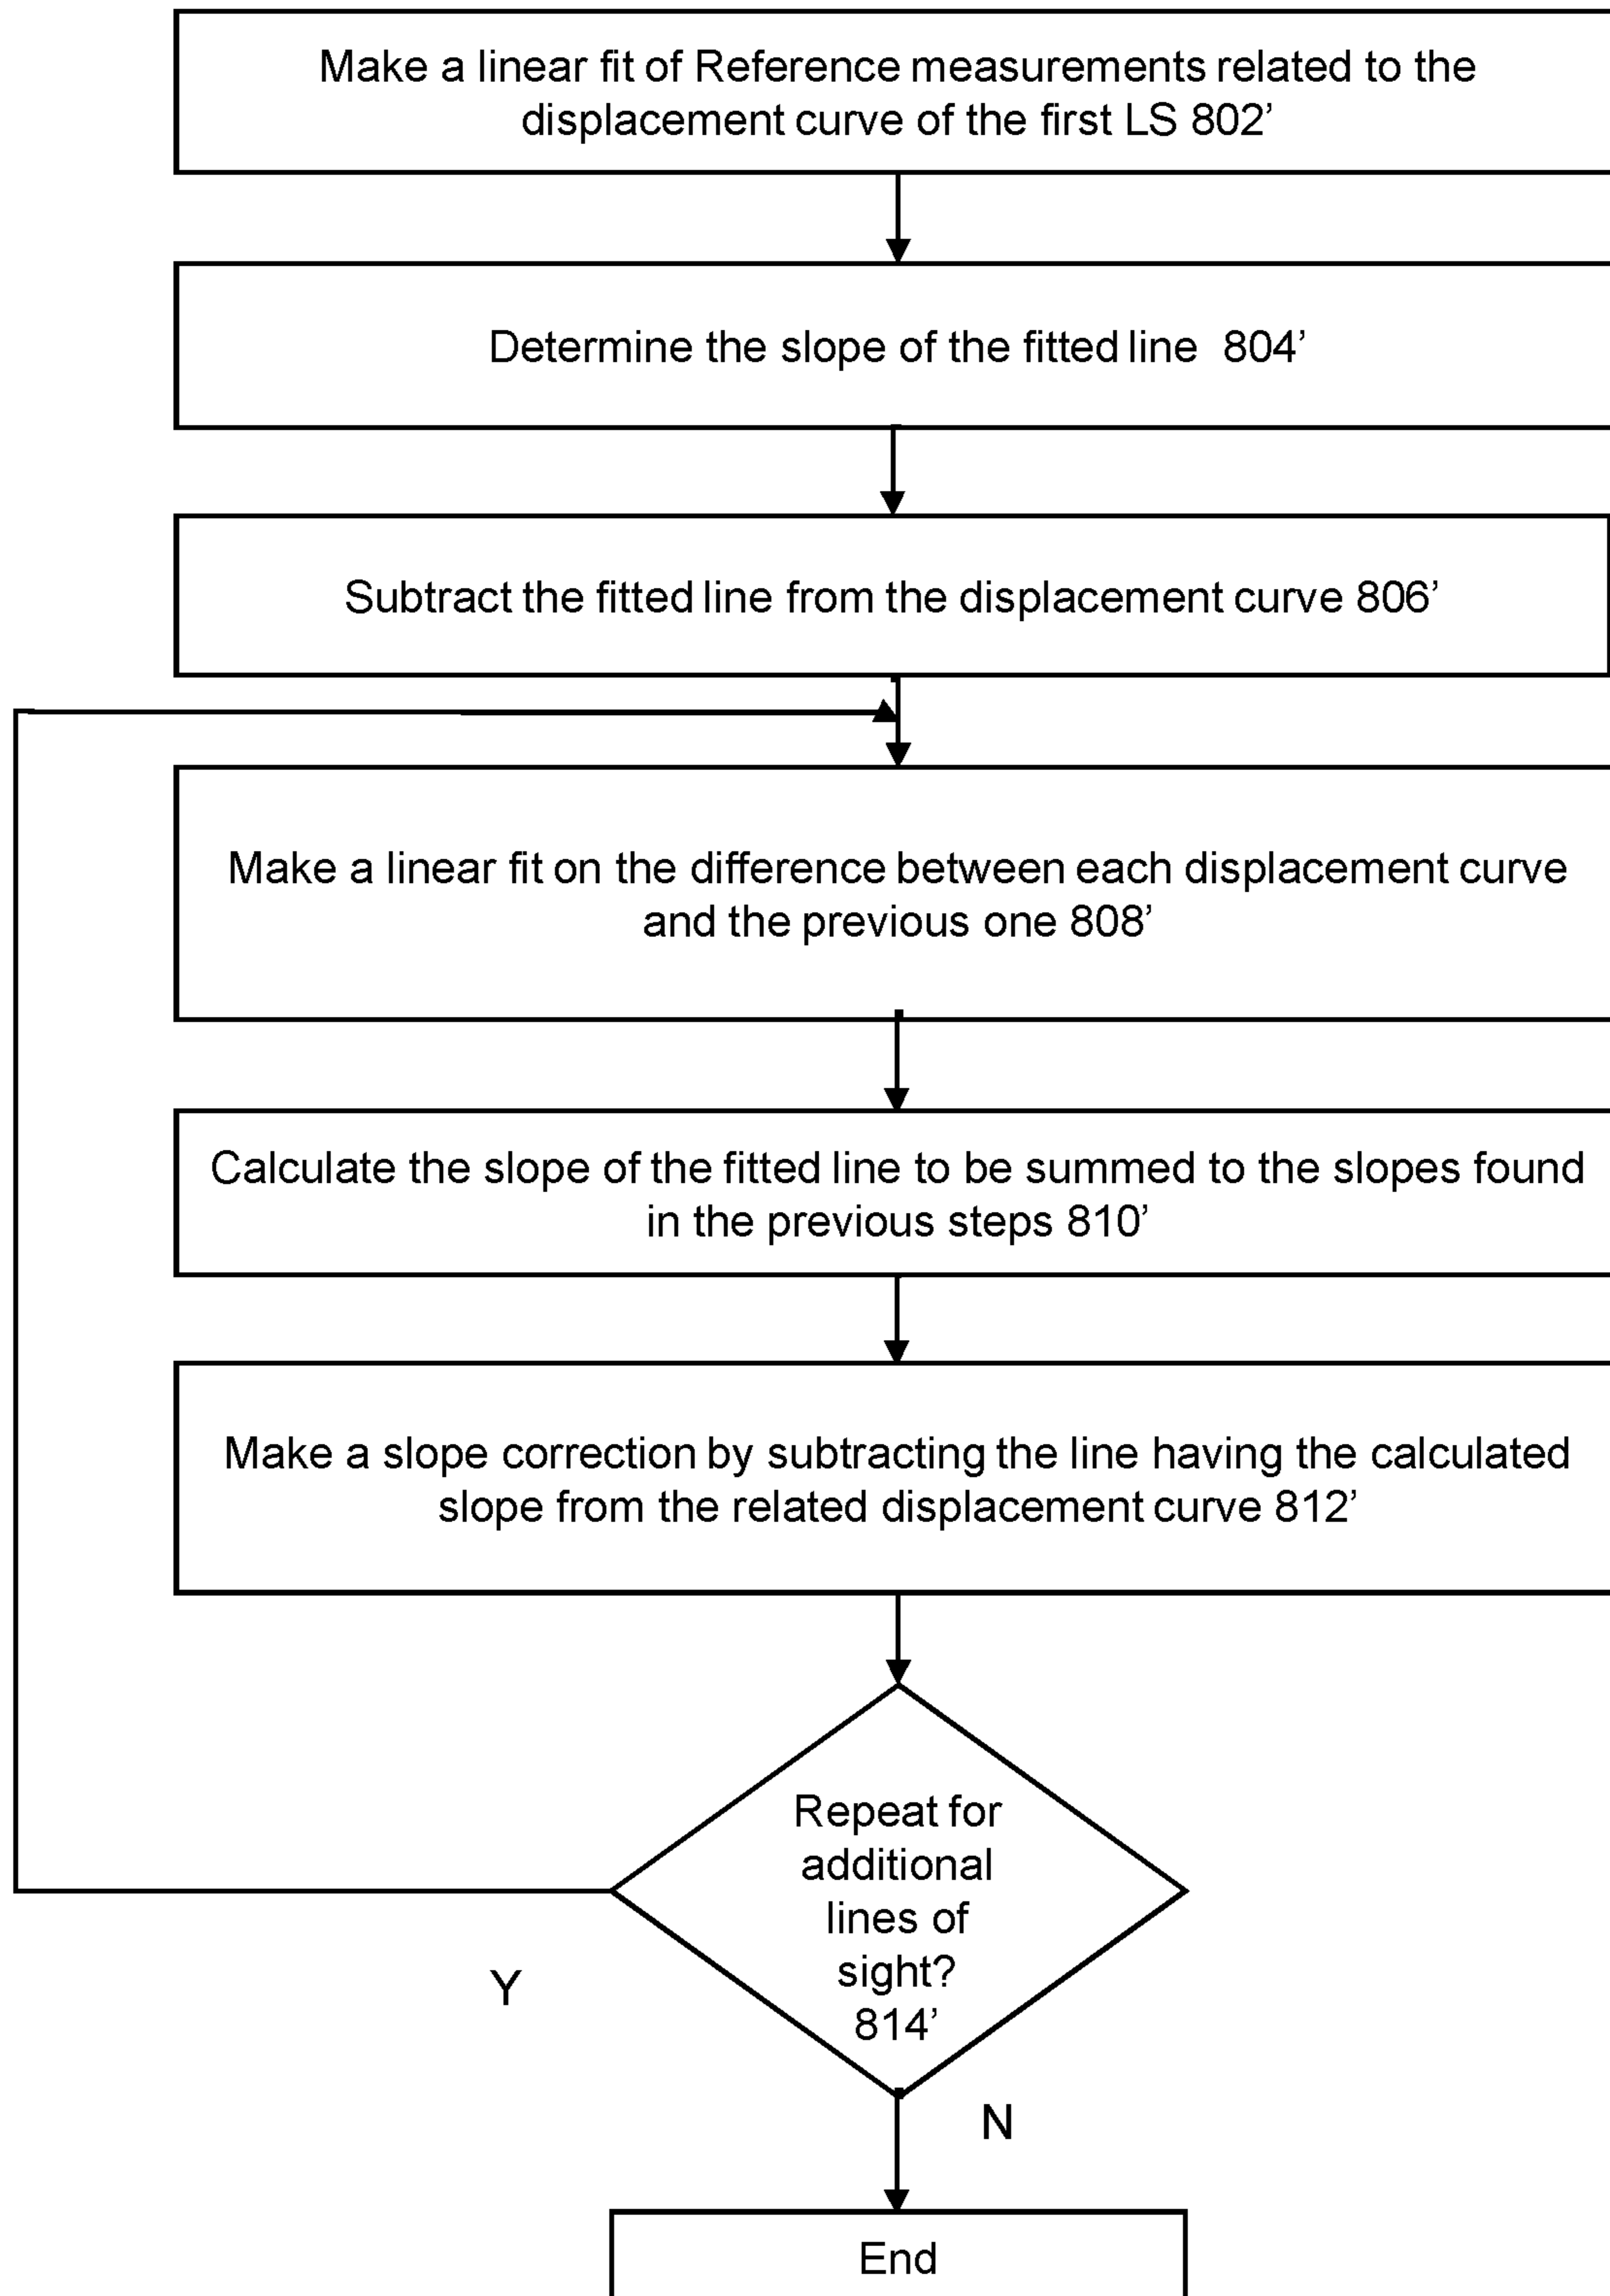 Make a linear fit of Reference measurements related to the
displacement curve of the first LS 802’
Determine the slope of the fitted line 804’
Subtract the fitted line from the displacement curve 806’
Make a linear fit on the difference between each displacement curve
and the previous one 808’
Calculate the slope of the fitted line to be summed to the slopes found
in the previous steps 810’
Make a slope correction by subtracting the line having the calculated
slope from the related displacement curve 812’
Repeat for
additional
lines of
sight?
814’
Y
N
End